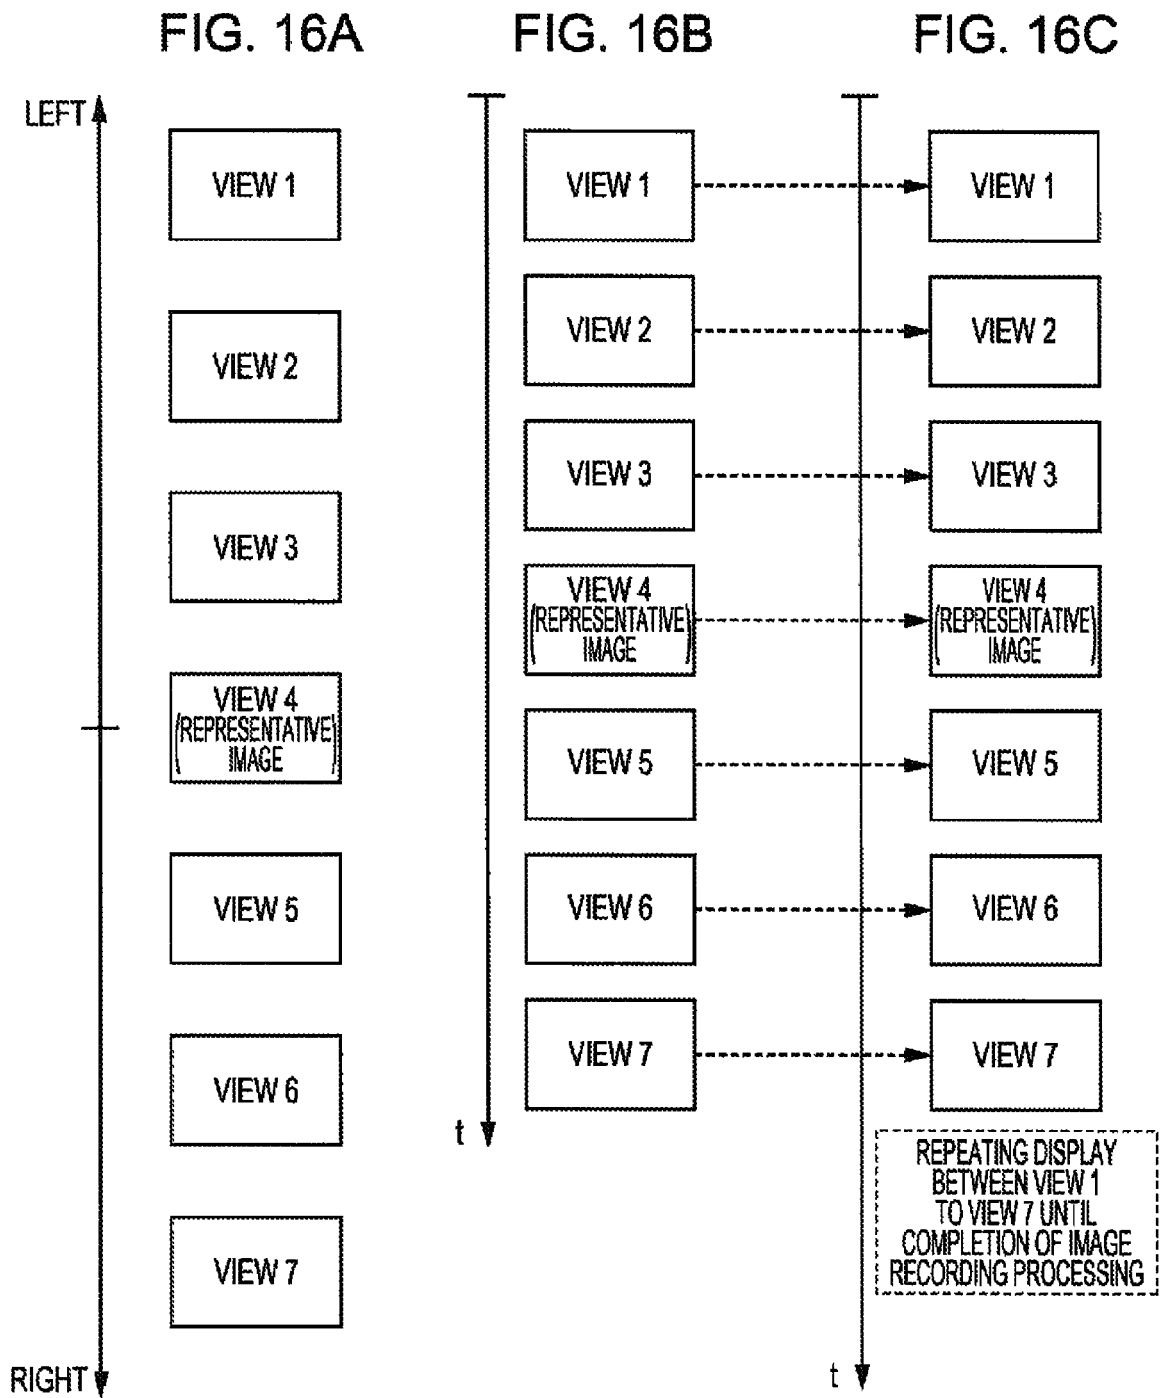 FIG. 16A
FIG. 16B
FIG. 16C
LEFT
VIEW 1
VIEW 2
VIEW 3
VIEW 4
(REPRESENTATIVE
IMAGE)
VIEW 5
VIEW 6
VIEW 7
RIGHT
VIEW 1
VIEW 2
VIEW 3
VIEW 4
(REPRESENTATIVE
IMAGE)
VIEW 5
VIEW 6
VIEW 7
t
VIEW 1
VIEW 2
VIEW 3
VIEW 4
(REPRESENTATIVE
IMAGE)
VIEW 5
VIEW 6
VIEW 7
REPEATING DISPLAY
BETWEEN VIEW 1
TO VIEW 7 UNTIL
COMPLETION OF IMAGE
RECORDING PROCESSING
t